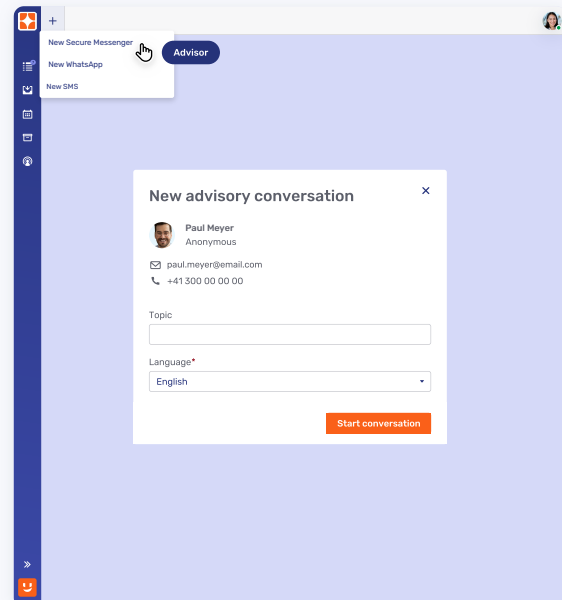 +
New Secure Messenger
Advisor
New WhatsApp
New SMS
New advisory conversation
Paul Meyer
Anonymous
paul.meyer@email.com
+41 300 00 00 00
Topic
Language*
English
Start conversation